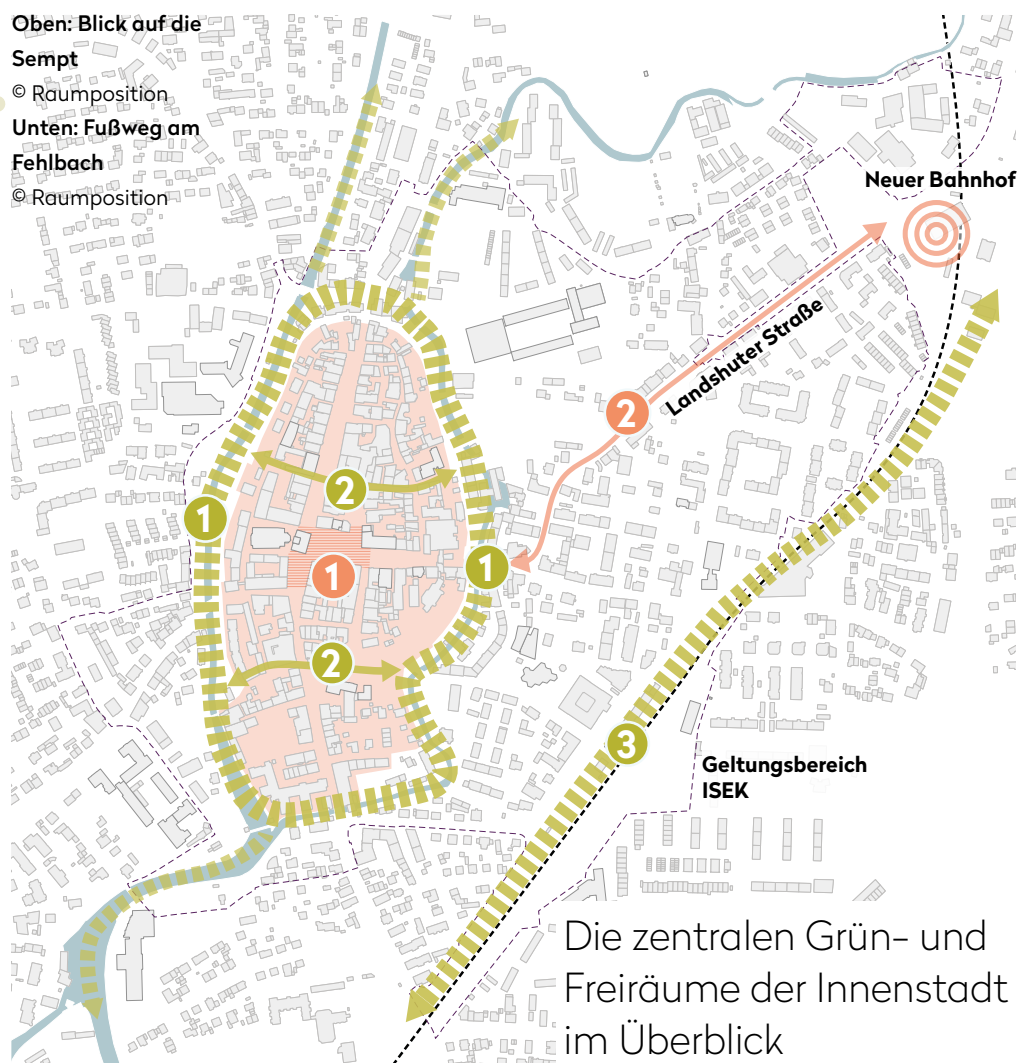 Oben: Blick auf die
Sempt
© Raumposition
Unten: Fußweg am
Fehlbach
© Raumposition
Neuer Bahnhof
Landshuter Straße
2
2
1
1
1
2
3
Geltungsbereich
ISEK
Die zentralen Grün- und
Freiräume der Innenstadt
im Überblick